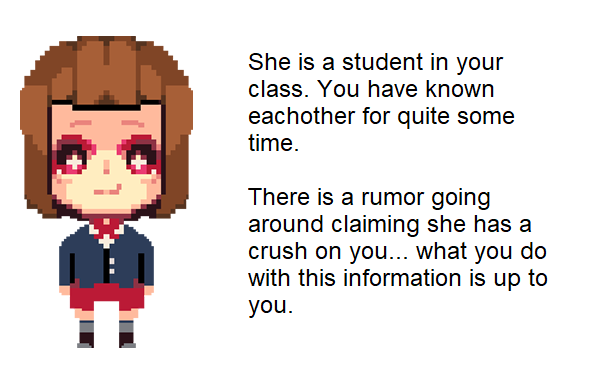 She is a student in your
class. You have known
eachother for quite some
time.
There is a rumor going
around claiming she has a
crush on you... what you do
with this information is up to
you.